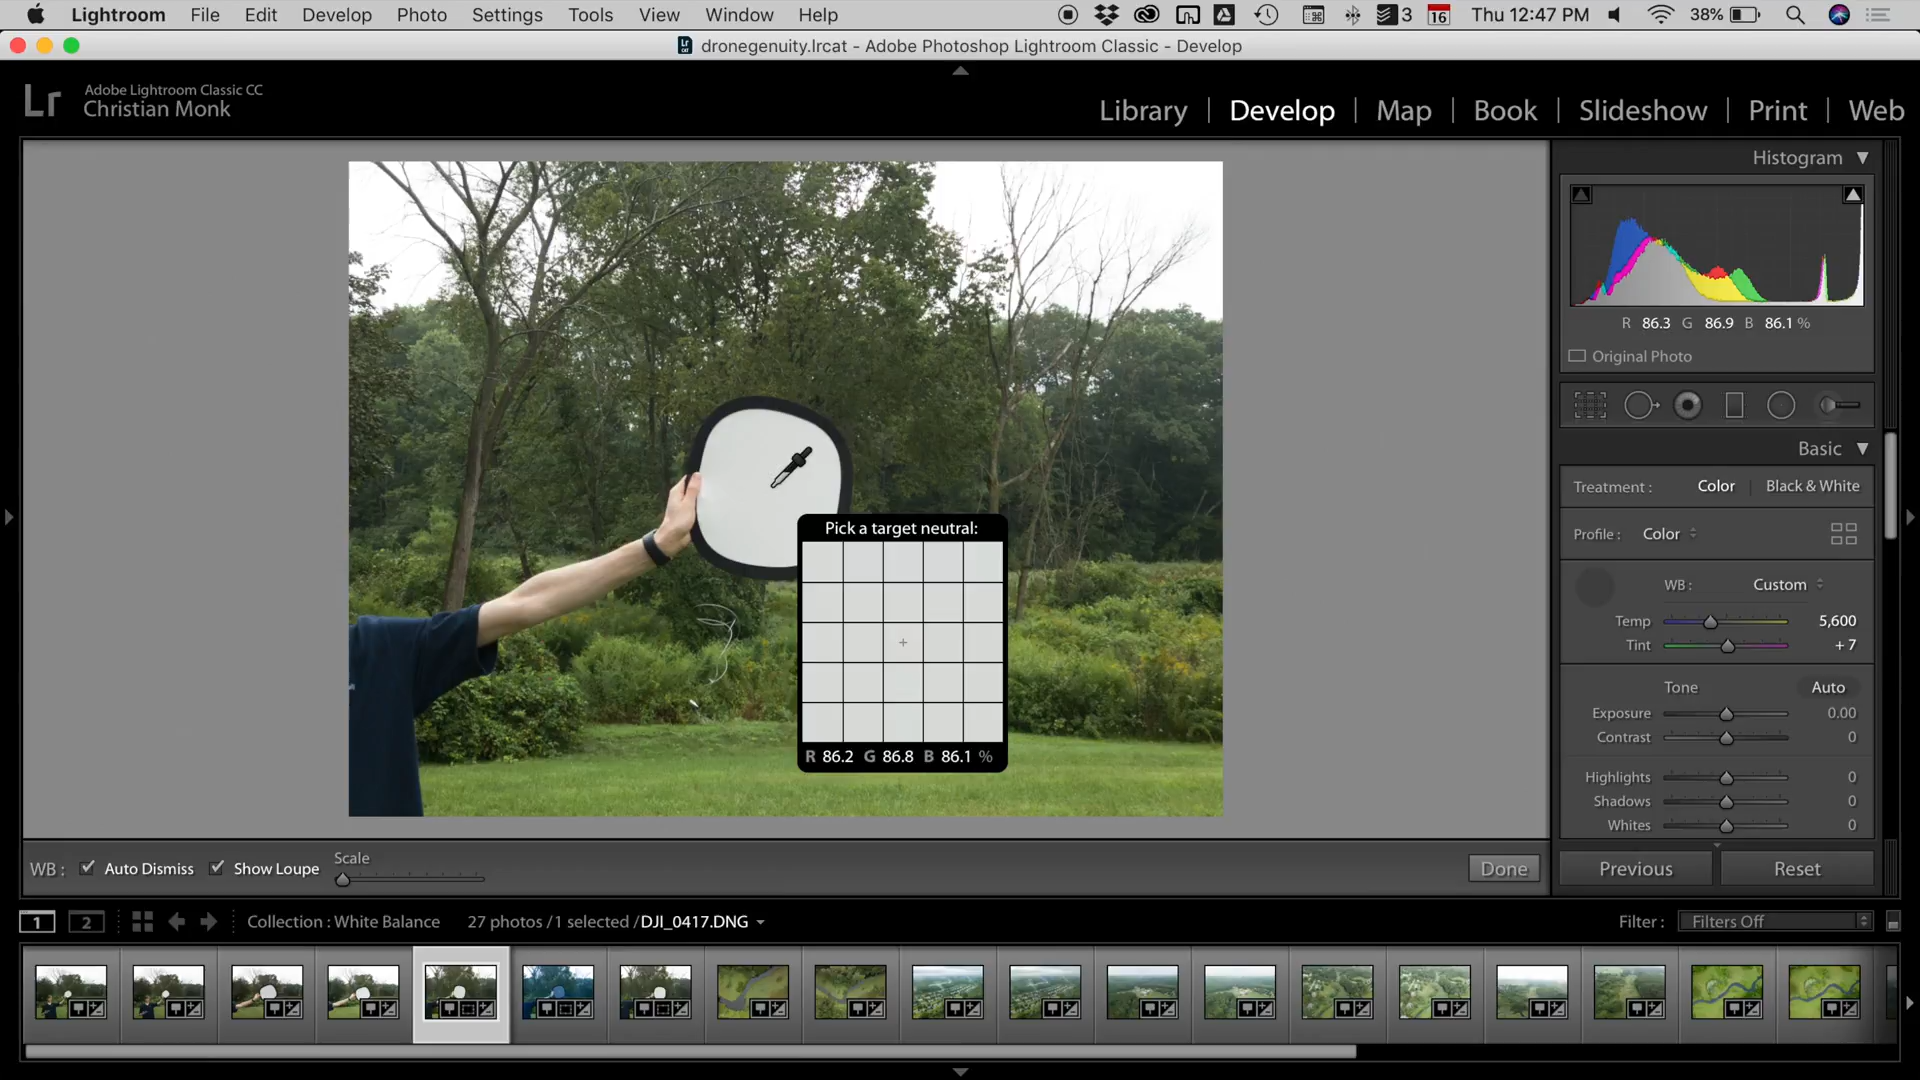 Lightroom File Edit Develop Photo Settings Tools View Window Help 3 16 Thu 12:47 PM 38%
Lr dronegenuity.lrcat - Adobe Photoshop Lightroom Classic - Develop
Lr Adobe Lightroom Classic CC
Christian Monk
Library | Develop | Map | Book | Slideshow | Print | Web
Histogram
R 86.3 G 86.9 B 86.1 %
Original Photo
Basic
Treatment : Color | Black & White
Profile : Color
WB : Custom
Temp 5,600
Tint + 7
Tone Auto
Exposure 0.00
Contrast 0
Highlights 0
Shadows 0
Whites 0
Pick a target neutral:
R 86.2 G 86.8 B 86.1 %
WB : Auto Dismiss Show Loupe Scale Done
Previous Reset
1 2 Collection : White Balance 27 photos /1 selected /DJI_0417.DNG Filter : Filters Off